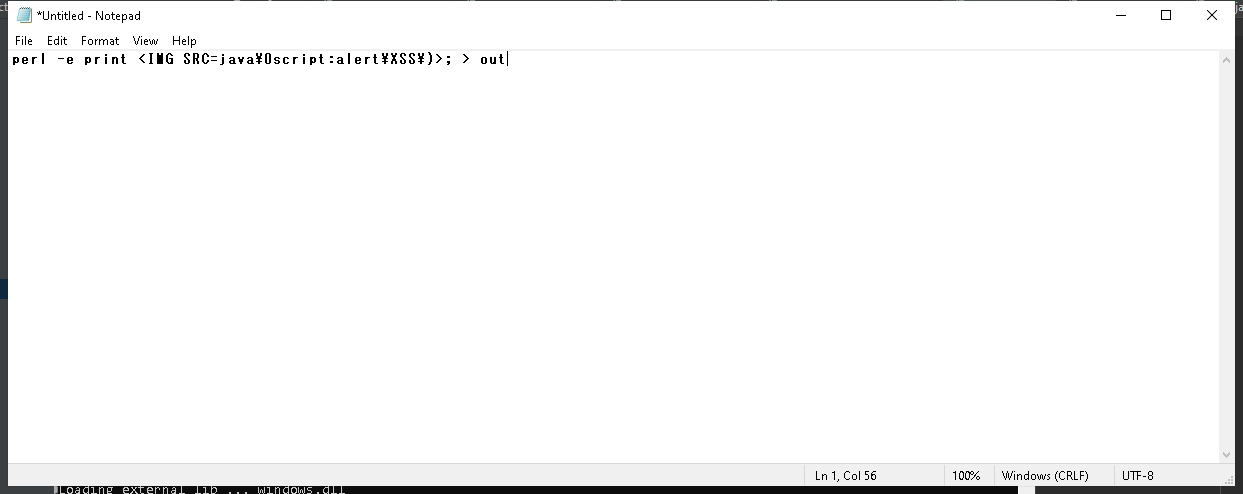 *Untitled - Notepad
File Edit Format View Help
perl -e print <IMG SRC=java¥0script:alert¥XSS¥)>; > out
Ln 1, Col 56 100% Windows (CRLF) UTF-8
Loading external lib ... windows.dll